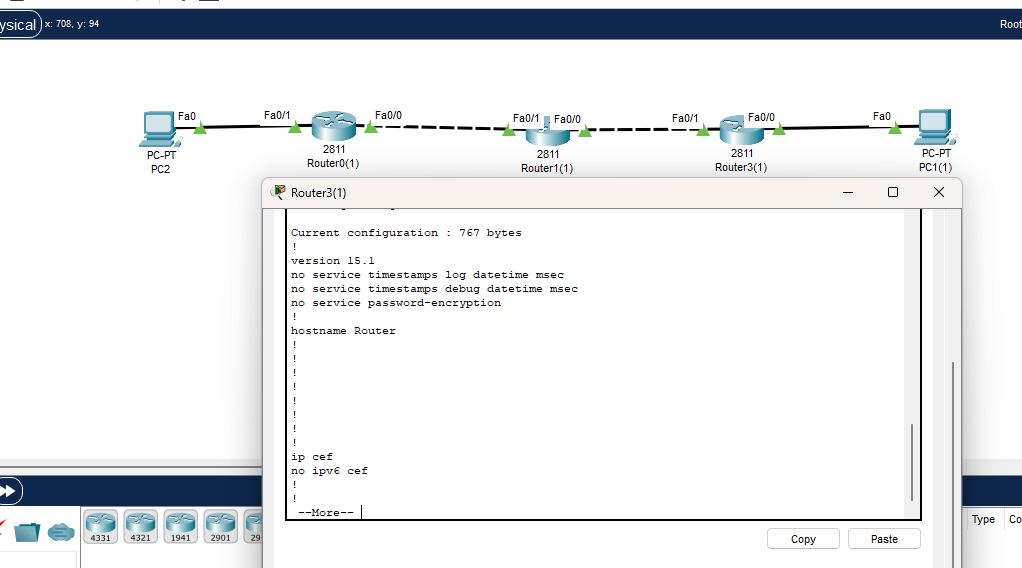 ysical x: 708, y: 94 Root
Fa0 Fa0/1 Fa0/0 Fa0/1 Fa0/0 Fa0/1 Fa0/0 Fa0
PC-PT 2811 2811 2811 PC-PT
PC2 Router0(1) Router1(1) Router3(1) PC1(1)
Router3(1)
Current configuration : 767 bytes
!
version 15.1
no service timestamps log datetime msec
no service timestamps debug datetime msec
no service password-encryption
!
hostname Router
!
!
!
!
!
!
!
!
ip cef
no ipv6 cef
!
!
--More--
Copy Paste
4331 4321 1941 2901 29
Type Co